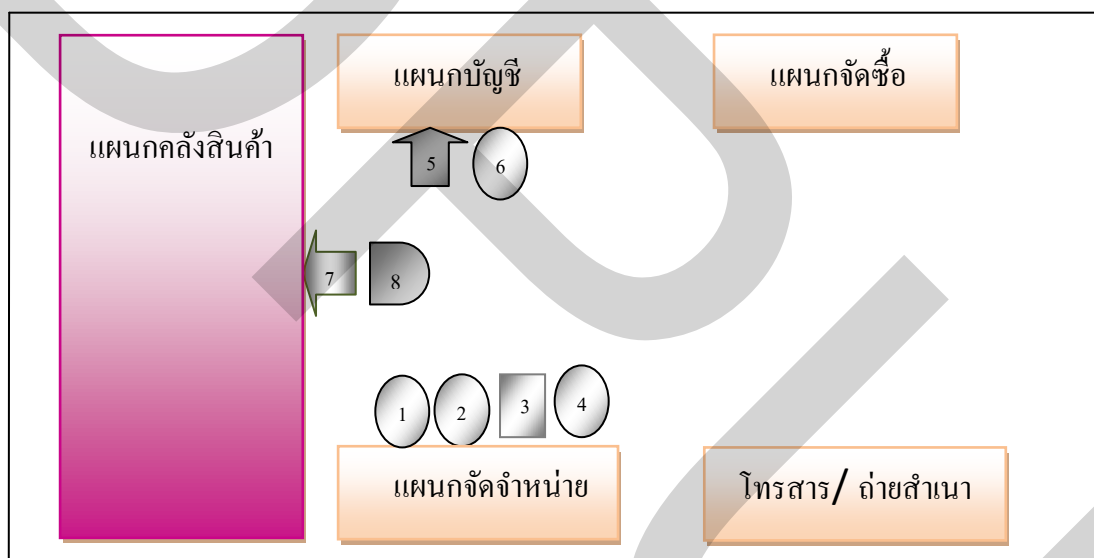 แผนกบัญชี
แผนกจัดซื้อ
แผนกคลังสินค้า
5
6
7
8
1
2
3
4
แผนกจัดจำหน่าย
โทรสาร/ ถ่ายสำเนา